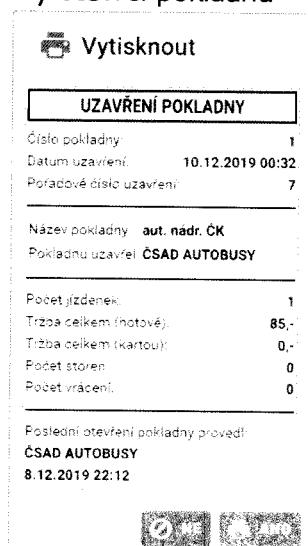 Vytisknout
UZAVŘENÍ POKLADNY
Číslo pokladny: 1
Datum uzavření: 10.12.2019 00:32
Pořadové číslo uzavření: 7
Název pokladny aut. nádr. ČK
Pokladnu uzavřel ČSAD AUTOBUSY
Počet jízdenek: 1
Tržba celkem (hotově): 85,-
Tržba celkem (kartou): 0,-
Počet storen 0
Počet vrácení: 0
Poslední otevření pokladny provedl:
ČSAD AUTOBUSY
8.12.2019 22:12
NE ANO